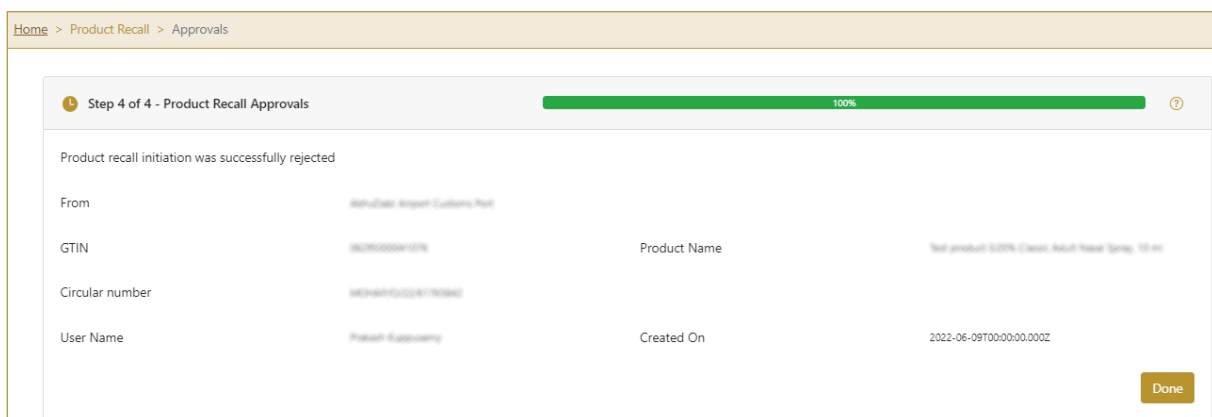 Home > Product Recall > Approvals
Step 4 of 4 - Product Recall Approvals 100% ?
Product recall initiation was successfully rejected
From
GTIN Product Name
Circular number
User Name Created On 2022-06-09T00:00:00.000Z
Done